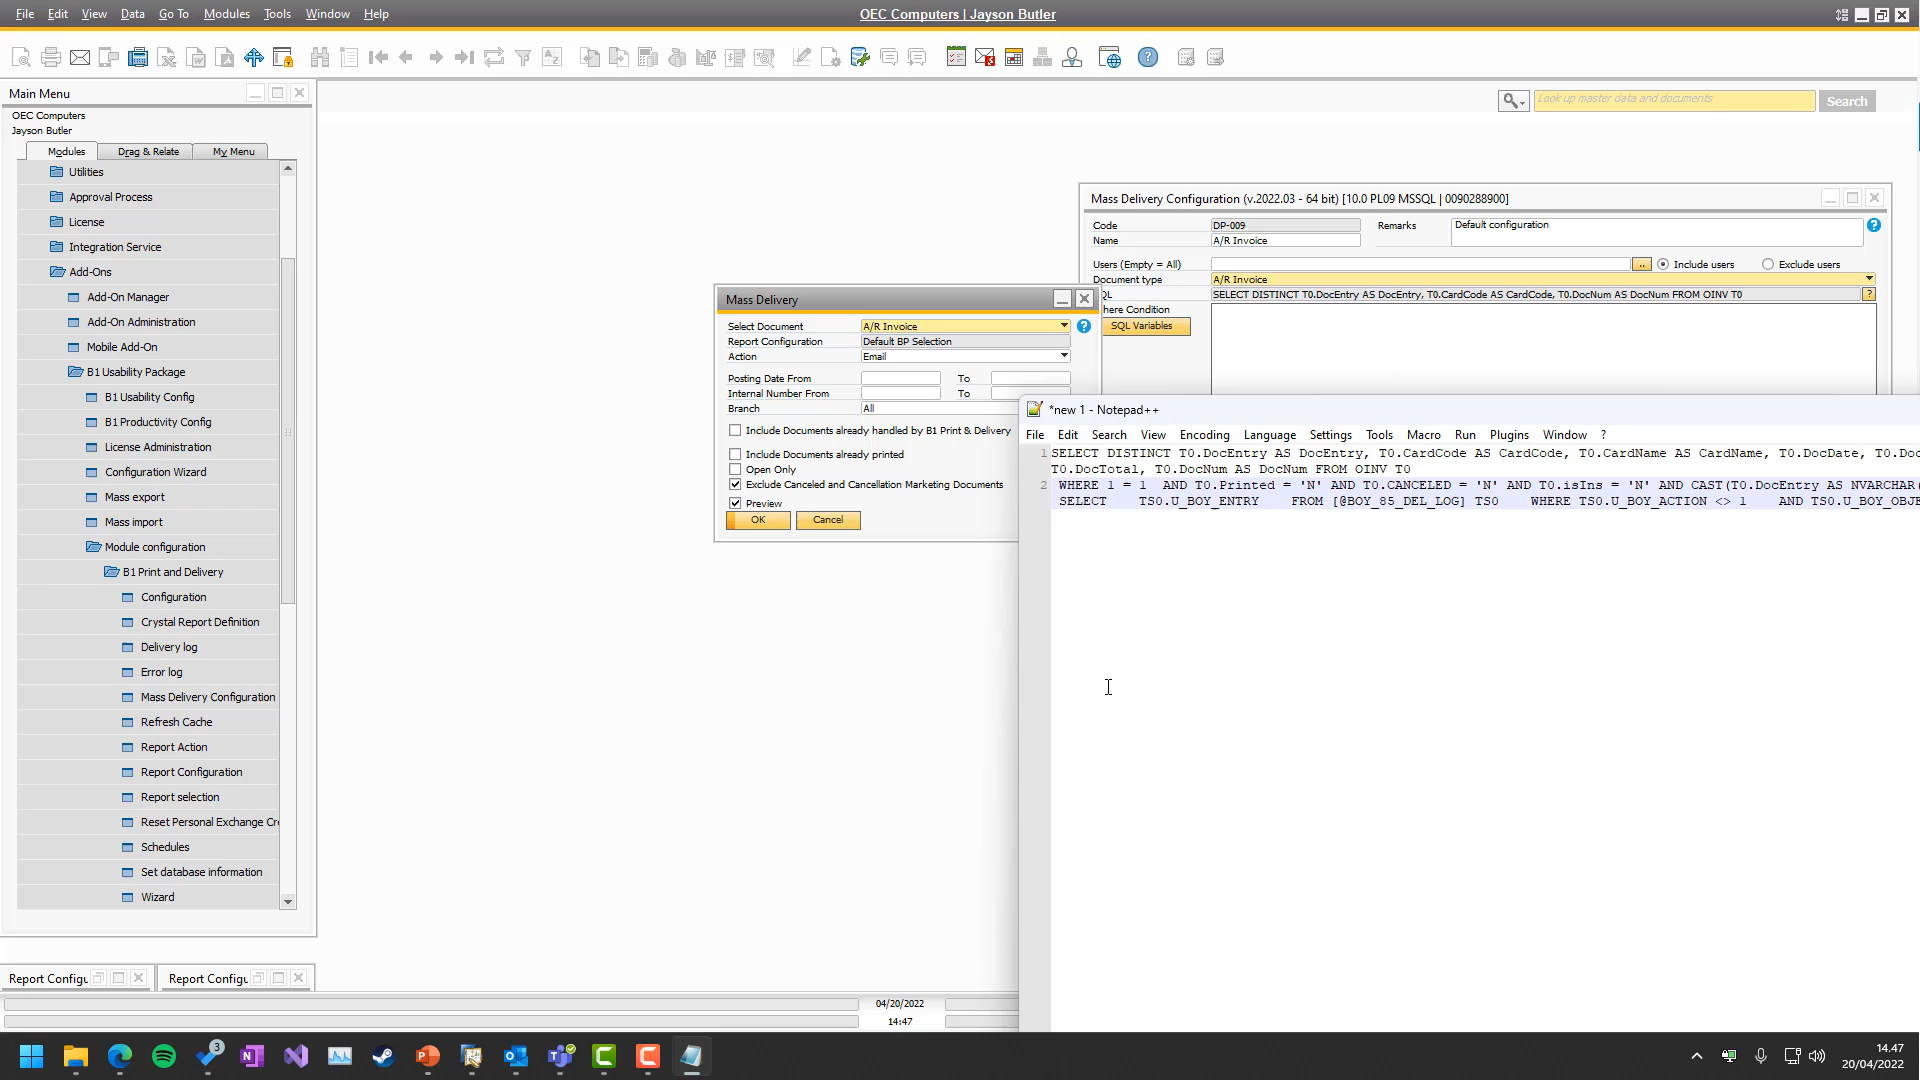 File Edit View Data Go To Modules Tools Window Help
OEC Computers | Jayson Butler
Main Menu
OEC Computers
Jayson Butler
Modules Drag & Relate My Menu
Utilities
Approval Process
License
Integration Service
Add-Ons
Add-On Manager
Add-On Administration
Mobile Add-On
B1 Usability Package
B1 Usability Config
B1 Productivity Config
License Administration
Configuration Wizard
Mass export
Mass import
Module configuration
B1 Print and Delivery
Configuration
Crystal Report Definition
Delivery log
Error log
Mass Delivery Configuration
Refresh Cache
Report Action
Report Configuration
Report selection
Reset Personal Exchange Cr
Schedules
Set database information
Wizard
Report Configu
Report Configu
Look up master data and documents Search
Mass Delivery Configuration (v.2022.03 - 64 bit) [10.0 PL09 MSSQL | 0090288900]
Code DP-009 Remarks Default configuration
Name A/R Invoice
Users (Empty = All) .. Include users Exclude users
Document type A/R Invoice
QL SELECT DISTINCT T0.DocEntry AS DocEntry, T0.CardCode AS CardCode, T0.DocNum AS DocNum FROM OINV T0 ?
here Condition
SQL Variables
Mass Delivery
Select Document A/R Invoice ?
Report Configuration Default BP Selection
Action Email
Posting Date From To
Internal Number From To
Branch All
Include Documents already handled by B1 Print & Delivery
Include Documents already printed
Open Only
Exclude Canceled and Cancellation Marketing Documents
Preview
OK Cancel
*new 1 - Notepad++
File Edit Search View Encoding Language Settings Tools Macro Run Plugins Window ?
1 SELECT DISTINCT T0.DocEntry AS DocEntry, T0.CardCode AS CardCode, T0.CardName AS CardName, T0.DocDate, T0.Doc
T0.DocTotal, T0.DocNum AS DocNum FROM OINV T0
2 WHERE 1 = 1 AND T0.Printed = 'N' AND T0.CANCELED = 'N' AND T0.isIns = 'N' AND CAST(T0.DocEntry AS NVARCHAR(
SELECT TS0.U_BOY_ENTRY FROM [@BOY_85_DEL_LOG] TS0 WHERE TS0.U_BOY_ACTION <> 1 AND TS0.U_BOY_OBJE
04/20/2022
14:47
3
14.47
20/04/2022